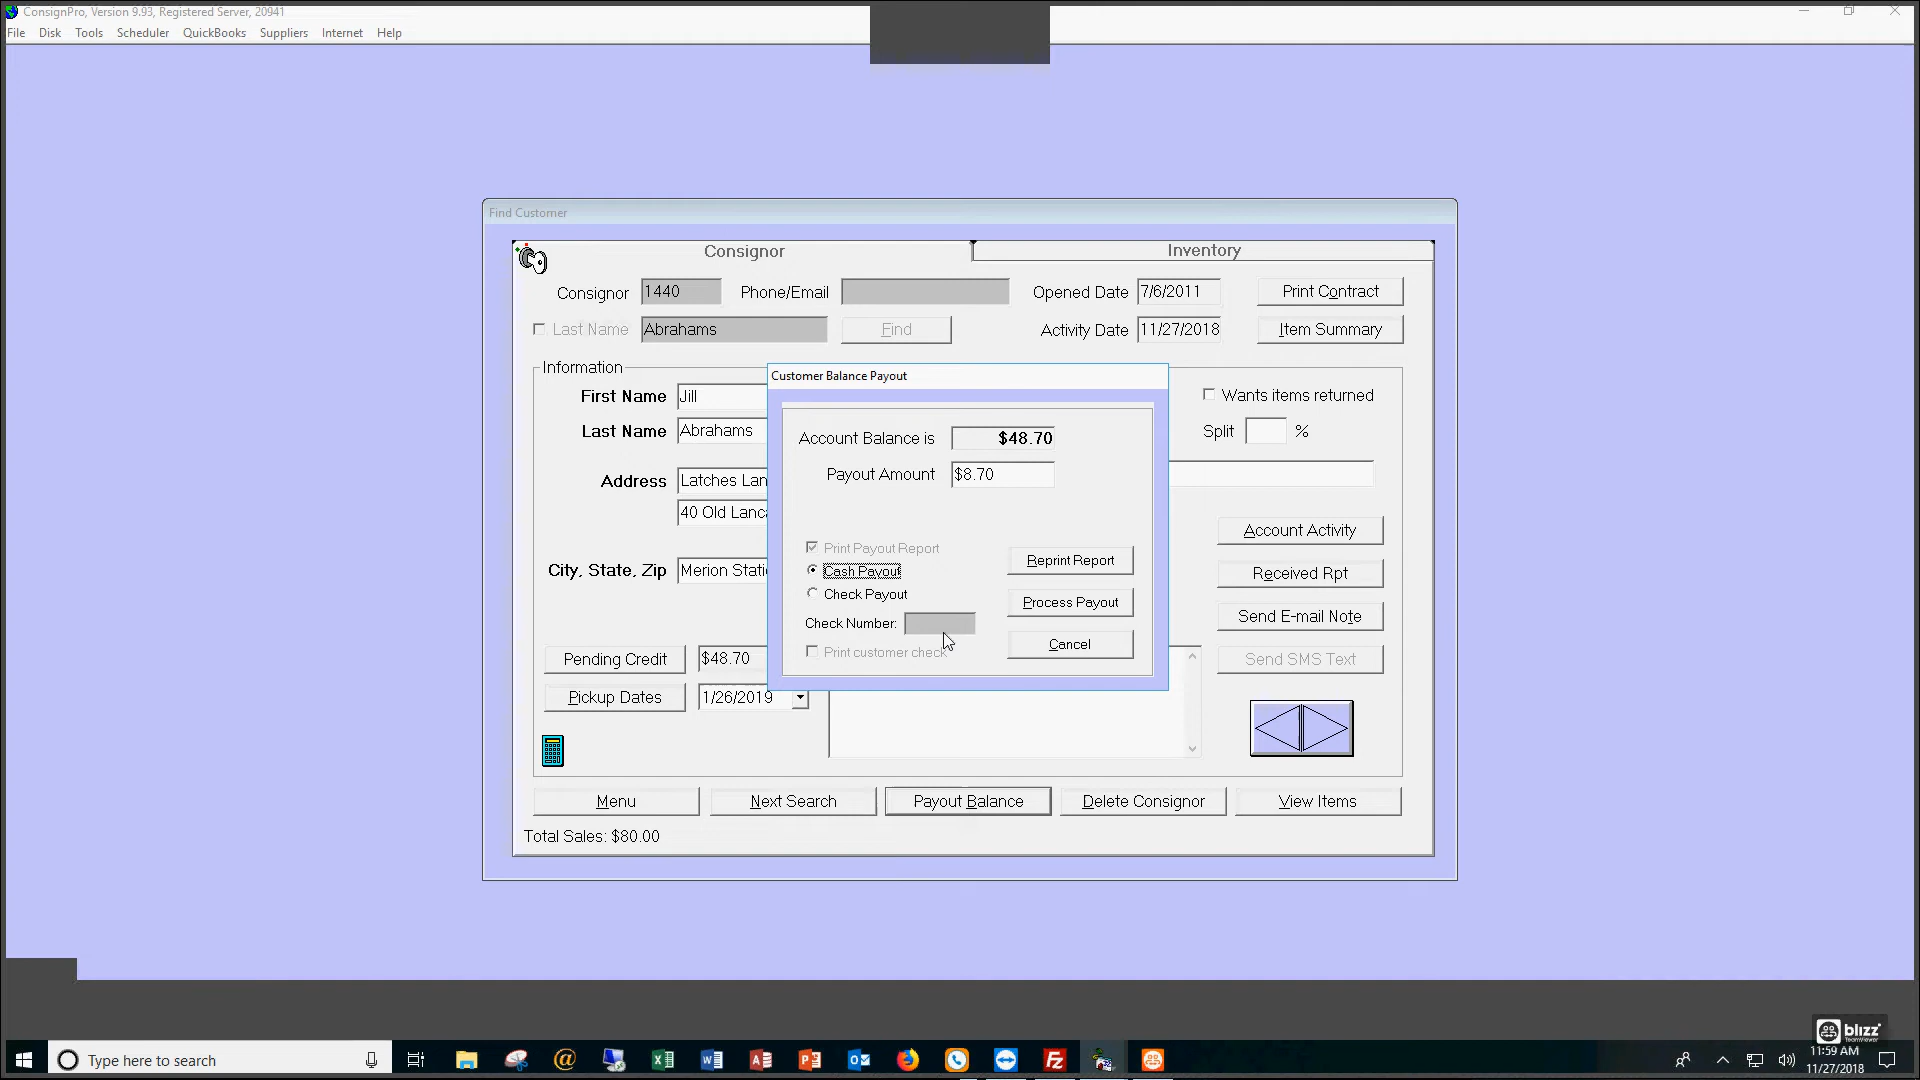 ConsignPro, Version 9.93, Registered Server, 20941
File Disk Tools Scheduler QuickBooks Suppliers Internet Help
Find Customer
Consignor Inventory
Consignor 1440 Phone/Email Opened Date 7/6/2011 Print Contract
Last Name Abrahams Find Activity Date 11/27/2018 Item Summary
Information
Customer Balance Payout
First Name Jill
Wants items returned
Last Name Abrahams
Split %
Account Balance is $48.70
Payout Amount $8.70
Address Latches Lan
40 Old Lanc
Account Activity
Print Payout Report
Reprint Report
Cash Payout
City, State, Zip Merion Stati
Received Rpt
Check Payout
Process Payout
Send E-mail Note
Check Number:
Cancel
Print customer check
Pending Credit $48.70
Send SMS Text
Pickup Dates 1/26/2019
Menu Next Search Payout Balance Delete Consignor View Items
Total Sales: $80.00
blizz
TeamViewer
Type here to search
11:59 AM
11/27/2018